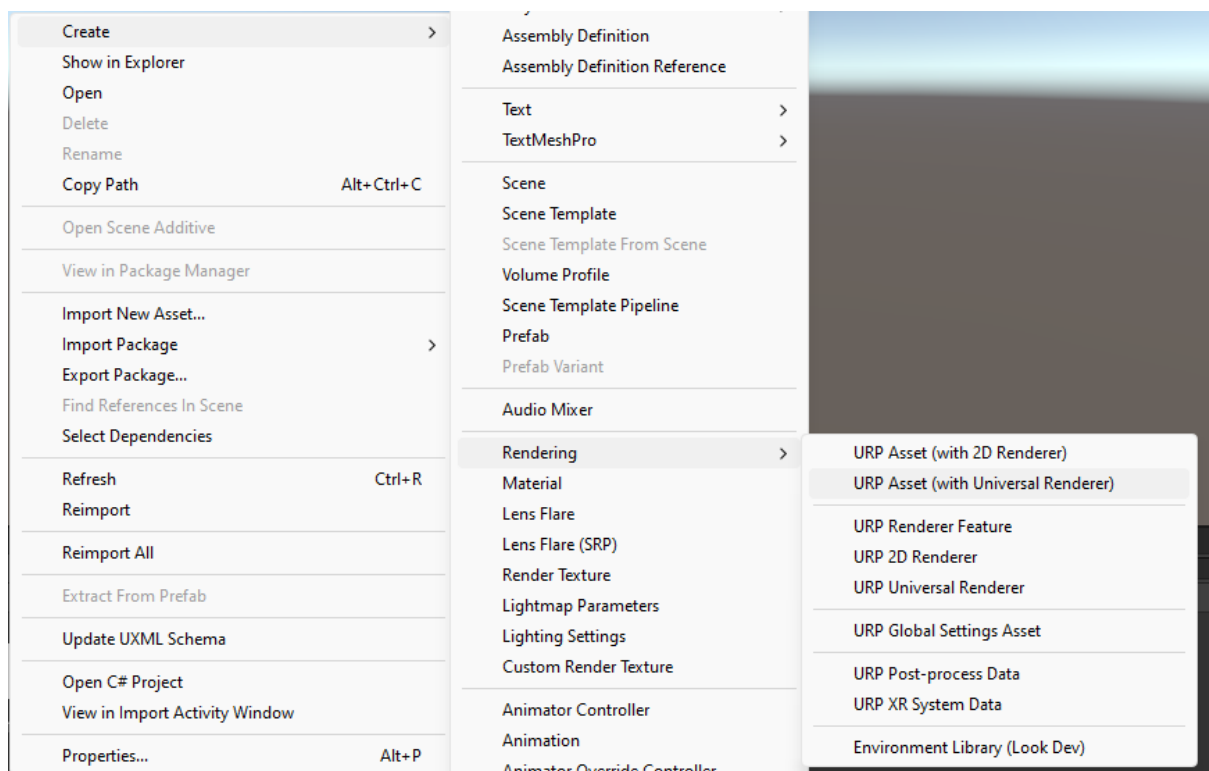 Create
Show in Explorer
Open
Delete
Rename
Copy Path Alt+Ctrl+C
Open Scene Additive
View in Package Manager
Import New Asset...
Import Package
Export Package...
Find References In Scene
Select Dependencies
Refresh Ctrl+R
Reimport
Reimport All
Extract From Prefab
Update UXML Schema
Open C# Project
View in Import Activity Window
Properties... Alt+P
Assembly Definition
Assembly Definition Reference
Text
TextMeshPro
Scene
Scene Template
Scene Template From Scene
Volume Profile
Scene Template Pipeline
Prefab
Prefab Variant
Audio Mixer
Rendering
Material
Lens Flare
Lens Flare (SRP)
Render Texture
Lightmap Parameters
Lighting Settings
Custom Render Texture
Animator Controller
Animation
Animator Override Controller
URP Asset (with 2D Renderer)
URP Asset (with Universal Renderer)
URP Renderer Feature
URP 2D Renderer
URP Universal Renderer
URP Global Settings Asset
URP Post-process Data
URP XR System Data
Environment Library (Look Dev)